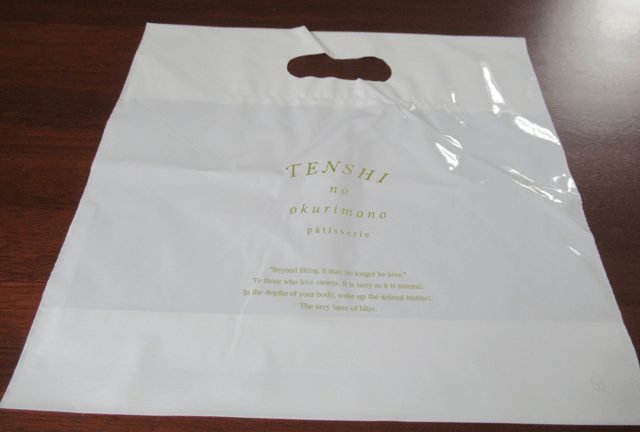 TENSHI
no
okurimono
pâtisserie
"Beyond liking, it may no longer be love."
To those who love sweets. It is tasty as it is natural.
In the depths of your body, wake up the animal instinct.
The very taste of bliss.